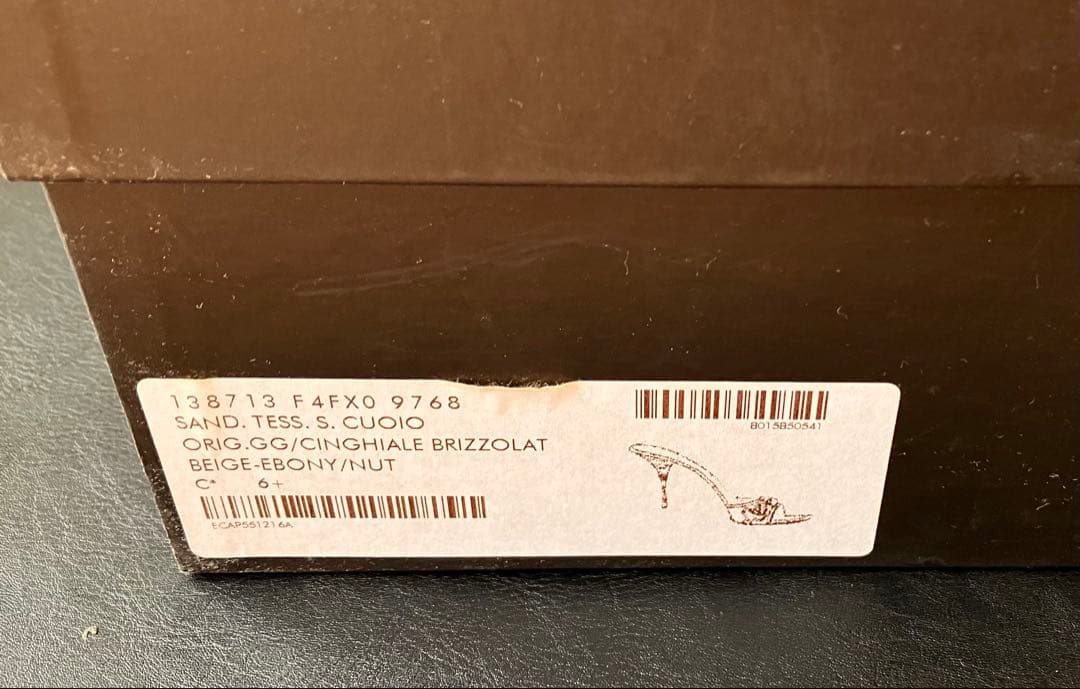 138713 F4FX0 9768
SAND. TESS. S. CUOIO
ORIG.GG/CINGHIALE BRIZZOLAT
BEIGE-EBONY/NUT
C* 6+
ECAP551216A
B015B50541